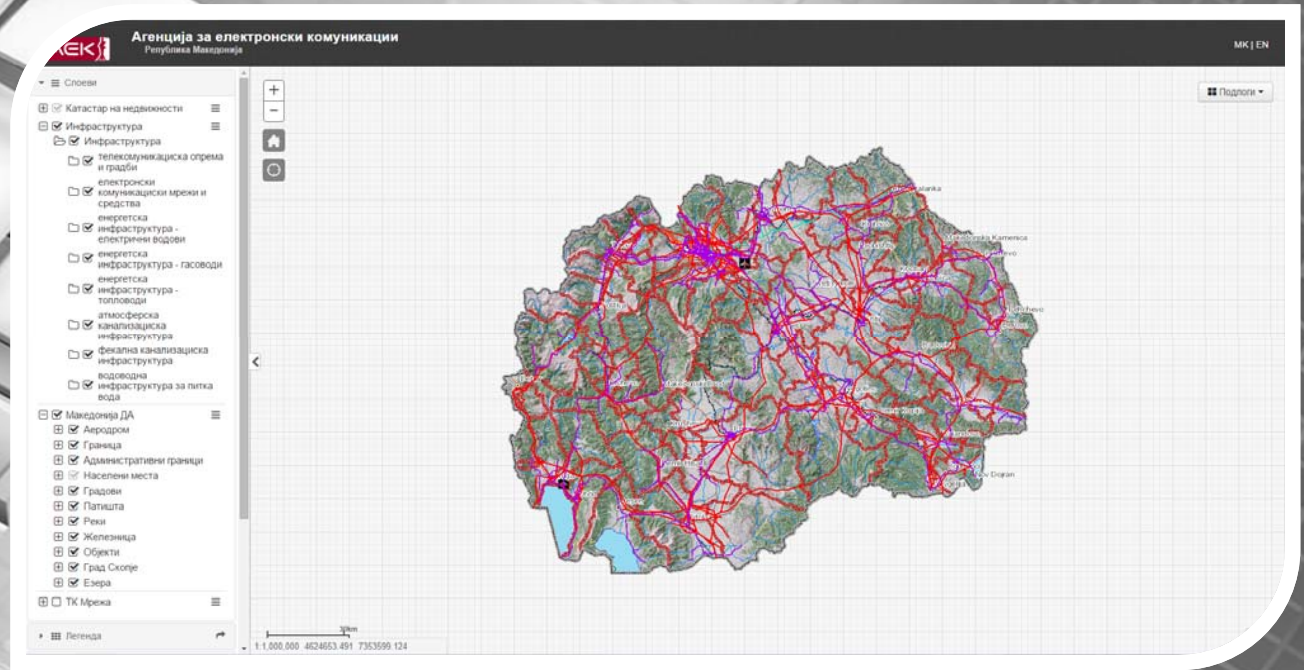 АЕК
Агенција за електронски комуникации
Република Македонија
MK | EN
Слоеви
Катастар на недвижности
Инфраструктура
Инфраструктура
телекомуникациска опрема
и градби
електронски
комуникациски мрежи и
средства
енергетска
инфраструктура -
електрични водови
енергетска
инфраструктура - гасоводи
енергетска
инфраструктура -
топловоди
атмосферска
канализациска
инфраструктура
фекална канализациска
инфраструктура
водоводна
инфраструктура за питка
вода
Македонија ДА
Аеродром
Граница
Административни граници
Населени места
Градови
Патишта
Реки
Железница
Објекти
Град Скопје
Езера
ТК Мрежа
Легенда
+
−
Подлоги
Makedonska Kamenica
Nov Dojran
30km
1:1,000,000 4624653.491 7353599.124